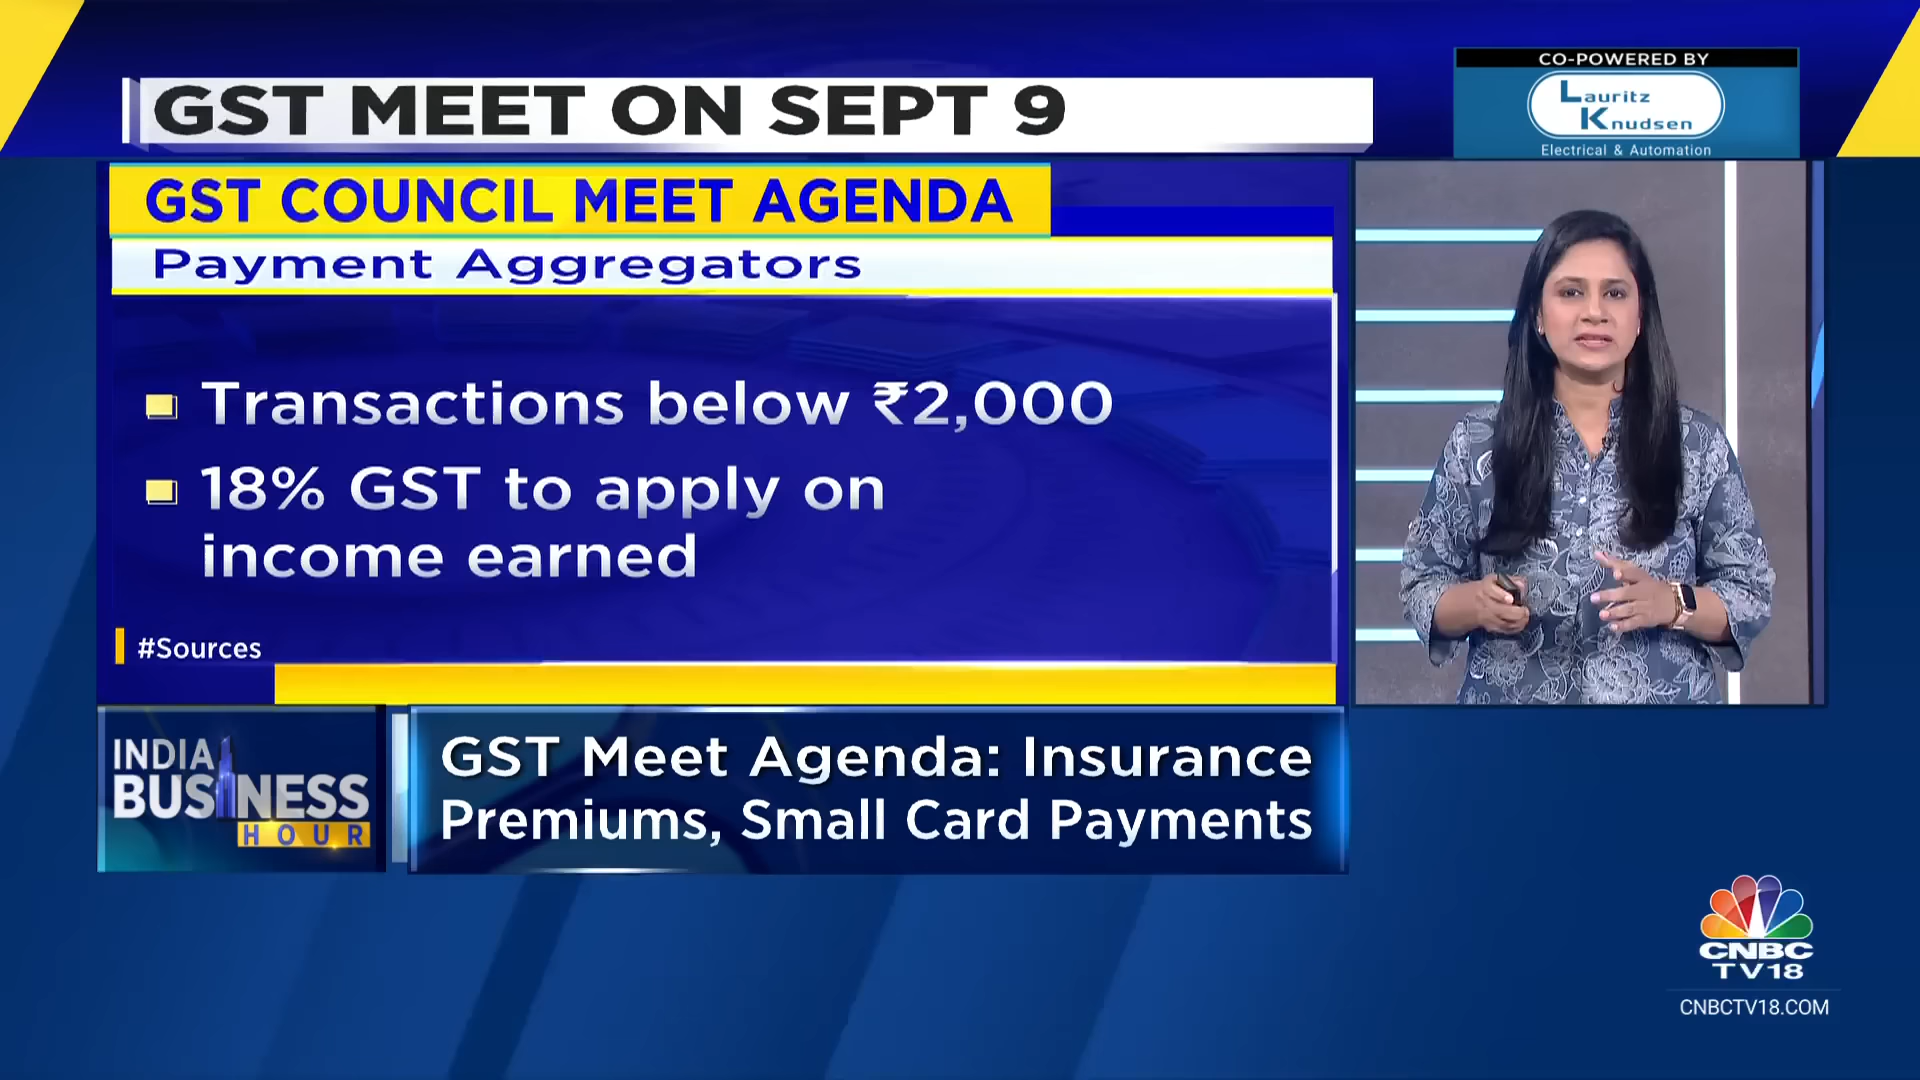 GST MEET ON SEPT 9
CO-POWERED BY
Lauritz
Knudsen
Electrical & Automation
GST COUNCIL MEET AGENDA
Payment Aggregators
Transactions below ₹2,000
18% GST to apply on
income earned
#Sources
INDIA
BUSINESS
HOUR
GST Meet Agenda: Insurance
Premiums, Small Card Payments
CNBC
TV18
CNBCTV18.COM